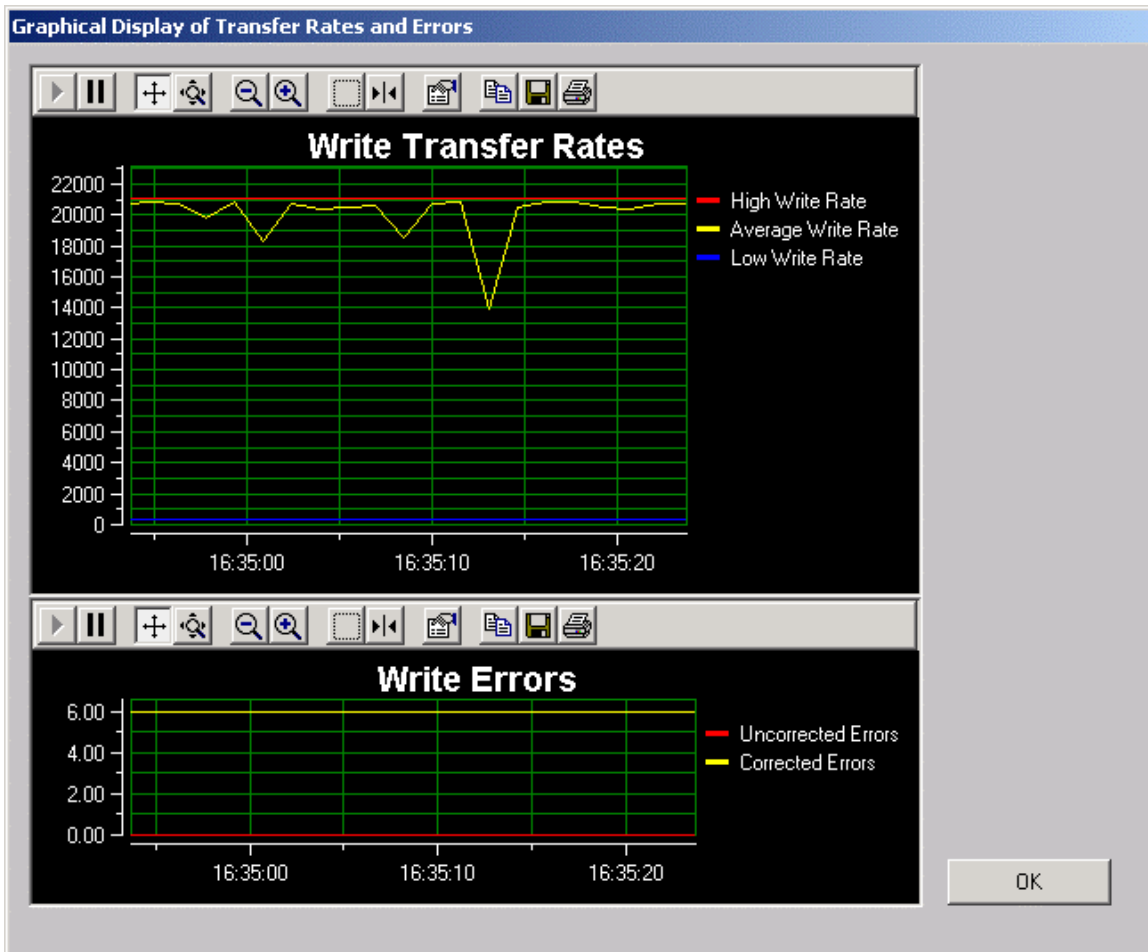 Graphical Display of Transfer Rates and Errors
Write Transfer Rates
22000
20000
18000
16000
14000
12000
10000
8000
6000
4000
2000
0
High Write Rate
Average Write Rate
Low Write Rate
16:35:00 16:35:10 16:35:20
Write Errors
6.00
4.00
2.00
0.00
Uncorrected Errors
Corrected Errors
16:35:00 16:35:10 16:35:20
OK